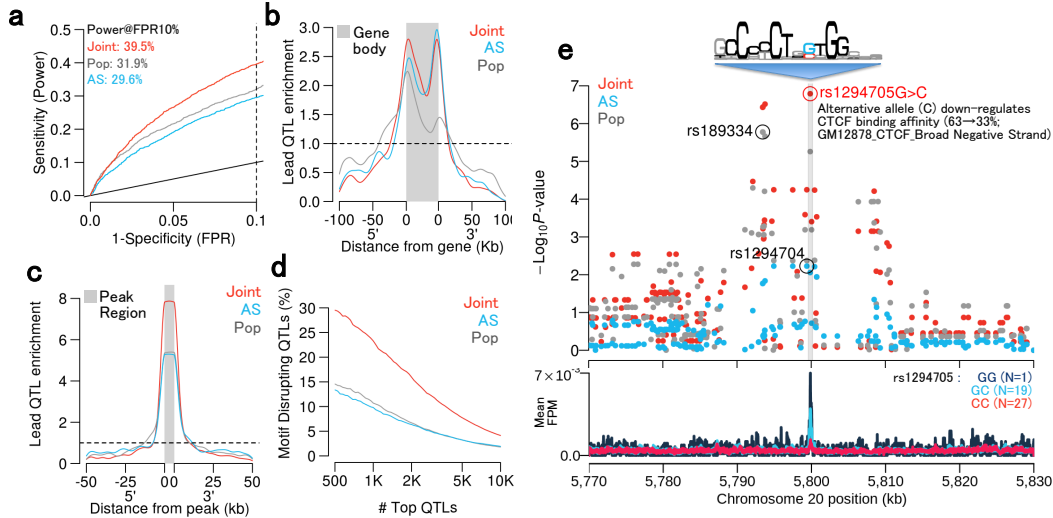 a
0.5
0.4
0.3
0.2
0.1
0.0
Sensitivity (Power)
Power@FPR10%
Joint: 39.5%
Pop: 31.9%
AS: 29.6%
0.0
0.05
0.1
1-Specificity (FPR)
b
3.0
2.5
2.0
1.5
1.0
0.5
0.0
Lead QTL enrichment
Gene
body
Joint
AS
Pop
-100
50
0
0
50
100
5'
3'
Distance from gene (Kb)
c
8
6
4
2
0
Lead QTL enrichment
Peak
Region
Joint
AS
Pop
-50
-25
0 0
25
50
5'
3'
Distance from peak (kb)
d
30
25
20
15
10
5
0
Motif Disrupting QTLs (%)
Joint
AS
Pop
500
1K
2K
5K
10K
# Top QTLs
e
Joint
AS
Pop
7
6
5
4
3
2
1
0
−Log10P-value
rs1294705G>C
Alternative allele (C) down-regulates
CTCF binding affinity (63→33%;
GM12878_CTCF_Broad Negative Strand)
rs189334
rs1294704
7×10⁻³
0.0
Mean
FPM
rs1294705 :
GG (N=1)
GC (N=19)
CC (N=27)
5,770
5,780
5,790
5,800
5,810
5,820
5,830
Chromosome 20 position (kb)